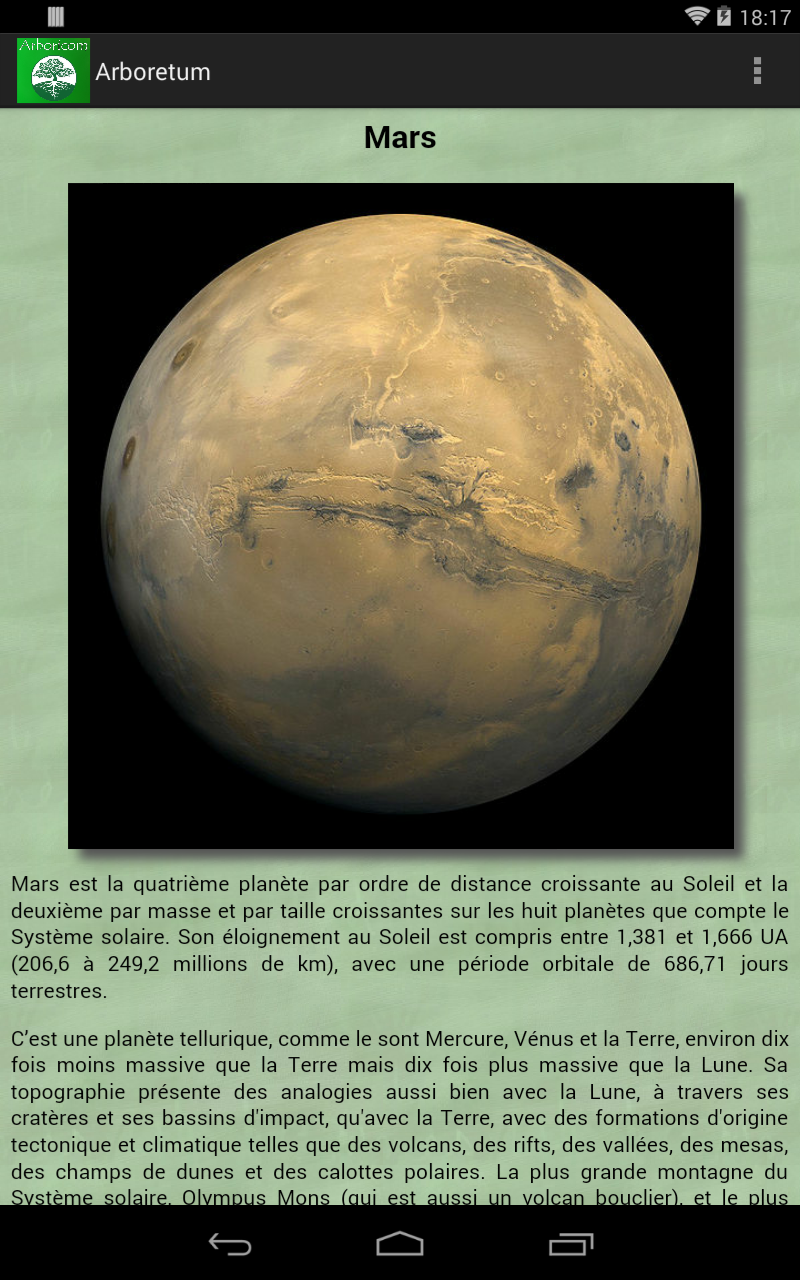 18:17
Arbori.com
Arboretum
Mars
Mars est la quatrième planète par ordre de distance croissante au Soleil et la
deuxième par masse et par taille croissantes sur les huit planètes que compte le
Système solaire. Son éloignement au Soleil est compris entre 1,381 et 1,666 UA
(206,6 à 249,2 millions de km), avec une période orbitale de 686,71 jours
terrestres.
C’est une planète tellurique, comme le sont Mercure, Vénus et la Terre, environ dix
fois moins massive que la Terre mais dix fois plus massive que la Lune. Sa
topographie présente des analogies aussi bien avec la Lune, à travers ses
cratères et ses bassins d'impact, qu'avec la Terre, avec des formations d'origine
tectonique et climatique telles que des volcans, des rifts, des vallées, des mesas,
des champs de dunes et des calottes polaires. La plus grande montagne du
Système solaire, Olympus Mons (qui est aussi un volcan bouclier), et le plus